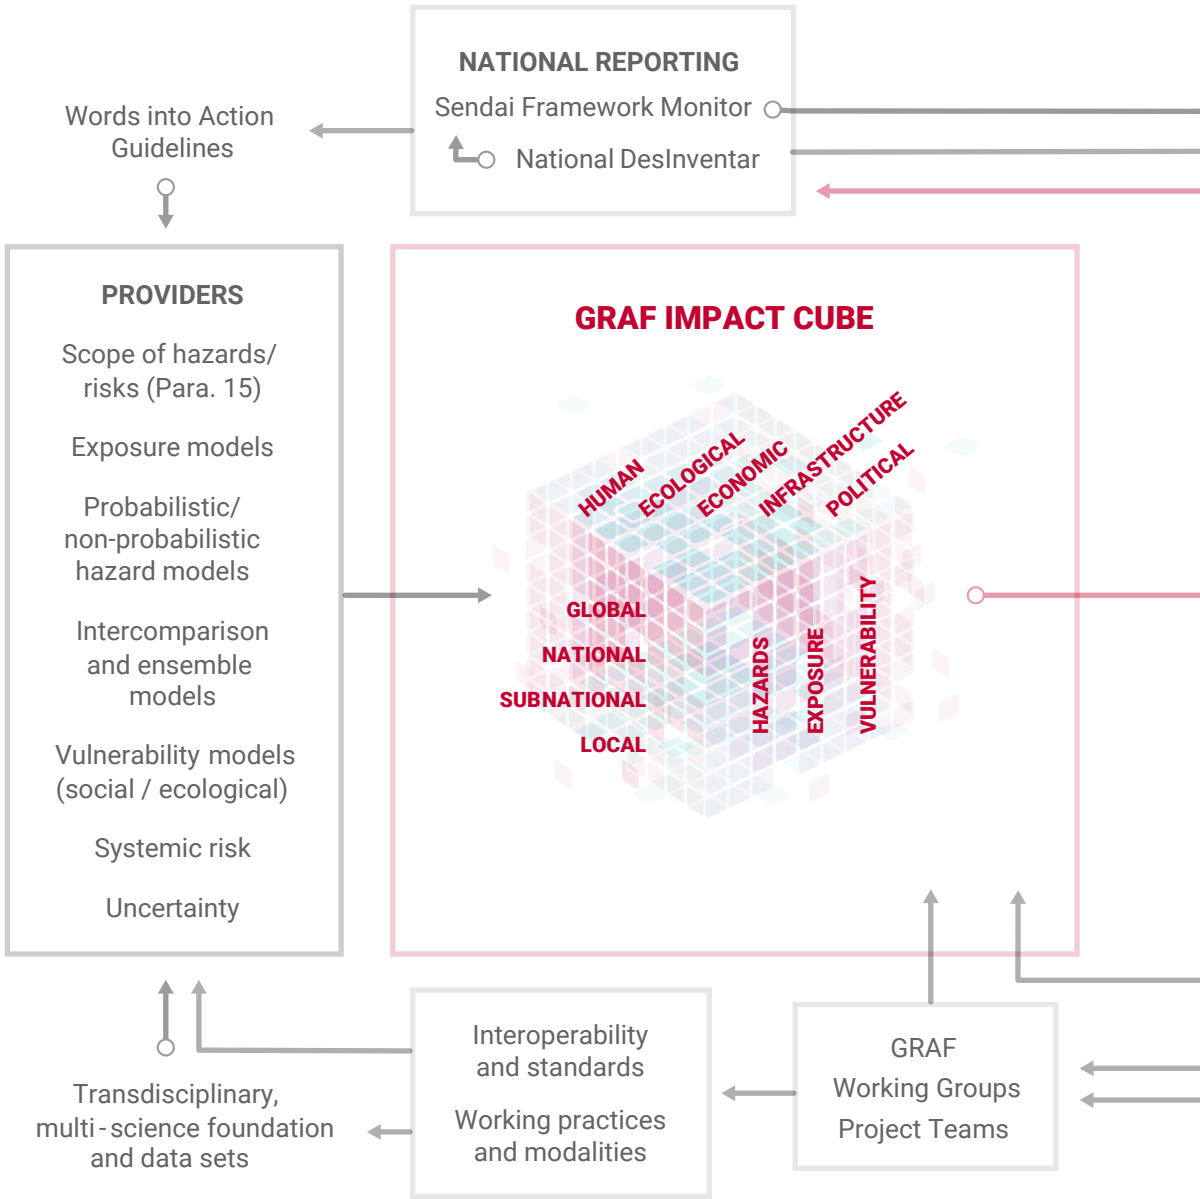 NATIONAL REPORTING
Sendai Framework Monitor
National DesInventar
Words into Action
Guidelines
PROVIDERS
Scope of hazards/
risks (Para. 15)
Exposure models
Probabilistic/
non-probabilistic
hazard models
Intercomparison
and ensemble
models
Vulnerability models
(social / ecological)
Systemic risk
Uncertainty
GRAF IMPACT CUBE
HUMAN
ECOLOGICAL
ECONOMIC
INFRASTRUCTURE
POLITICAL
GLOBAL
NATIONAL
SUBNATIONAL
LOCAL
HAZARDS
EXPOSURE
VULNERABILITY
Transdisciplinary,
multi-science foundation
and data sets
Interoperability
and standards
Working practices
and modalities
GRAF
Working Groups
Project Teams